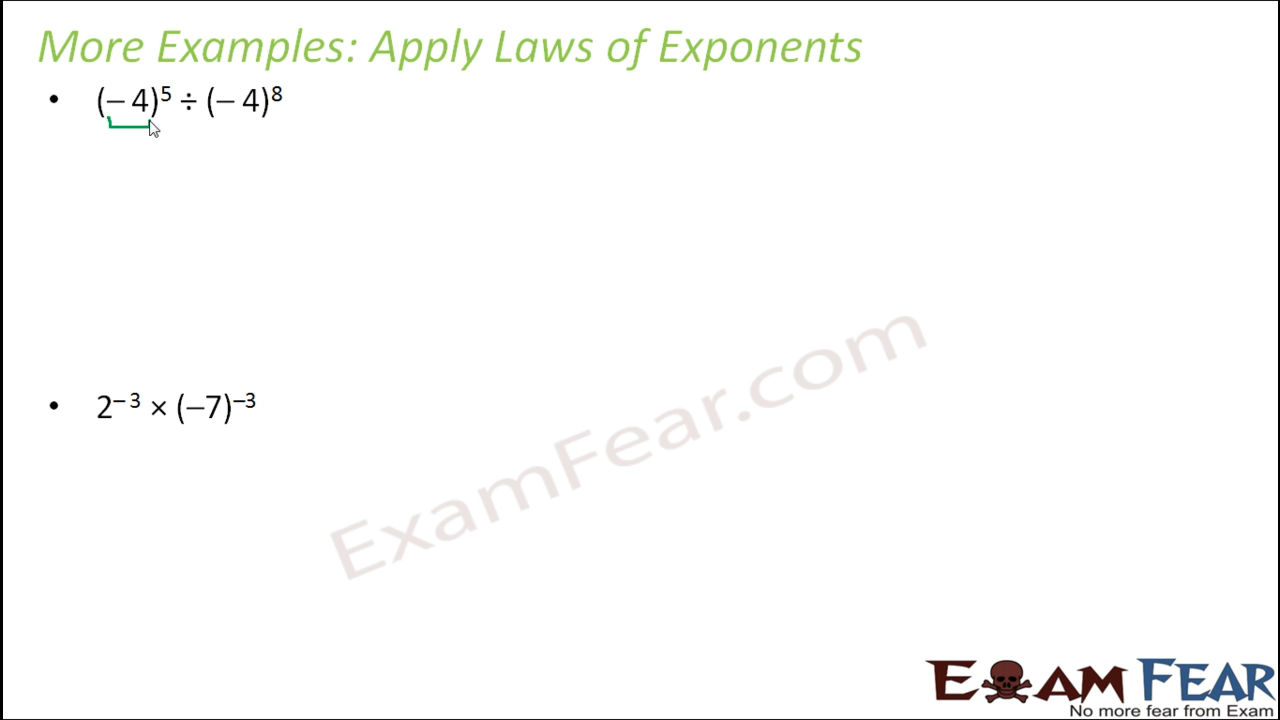 More Examples: Apply Laws of Exponents
• (– 4)⁵ ÷ (– 4)⁸
• 2⁻³ × (–7)⁻³
ExamFear.com
EXAM FEAR
No more fear from Exam